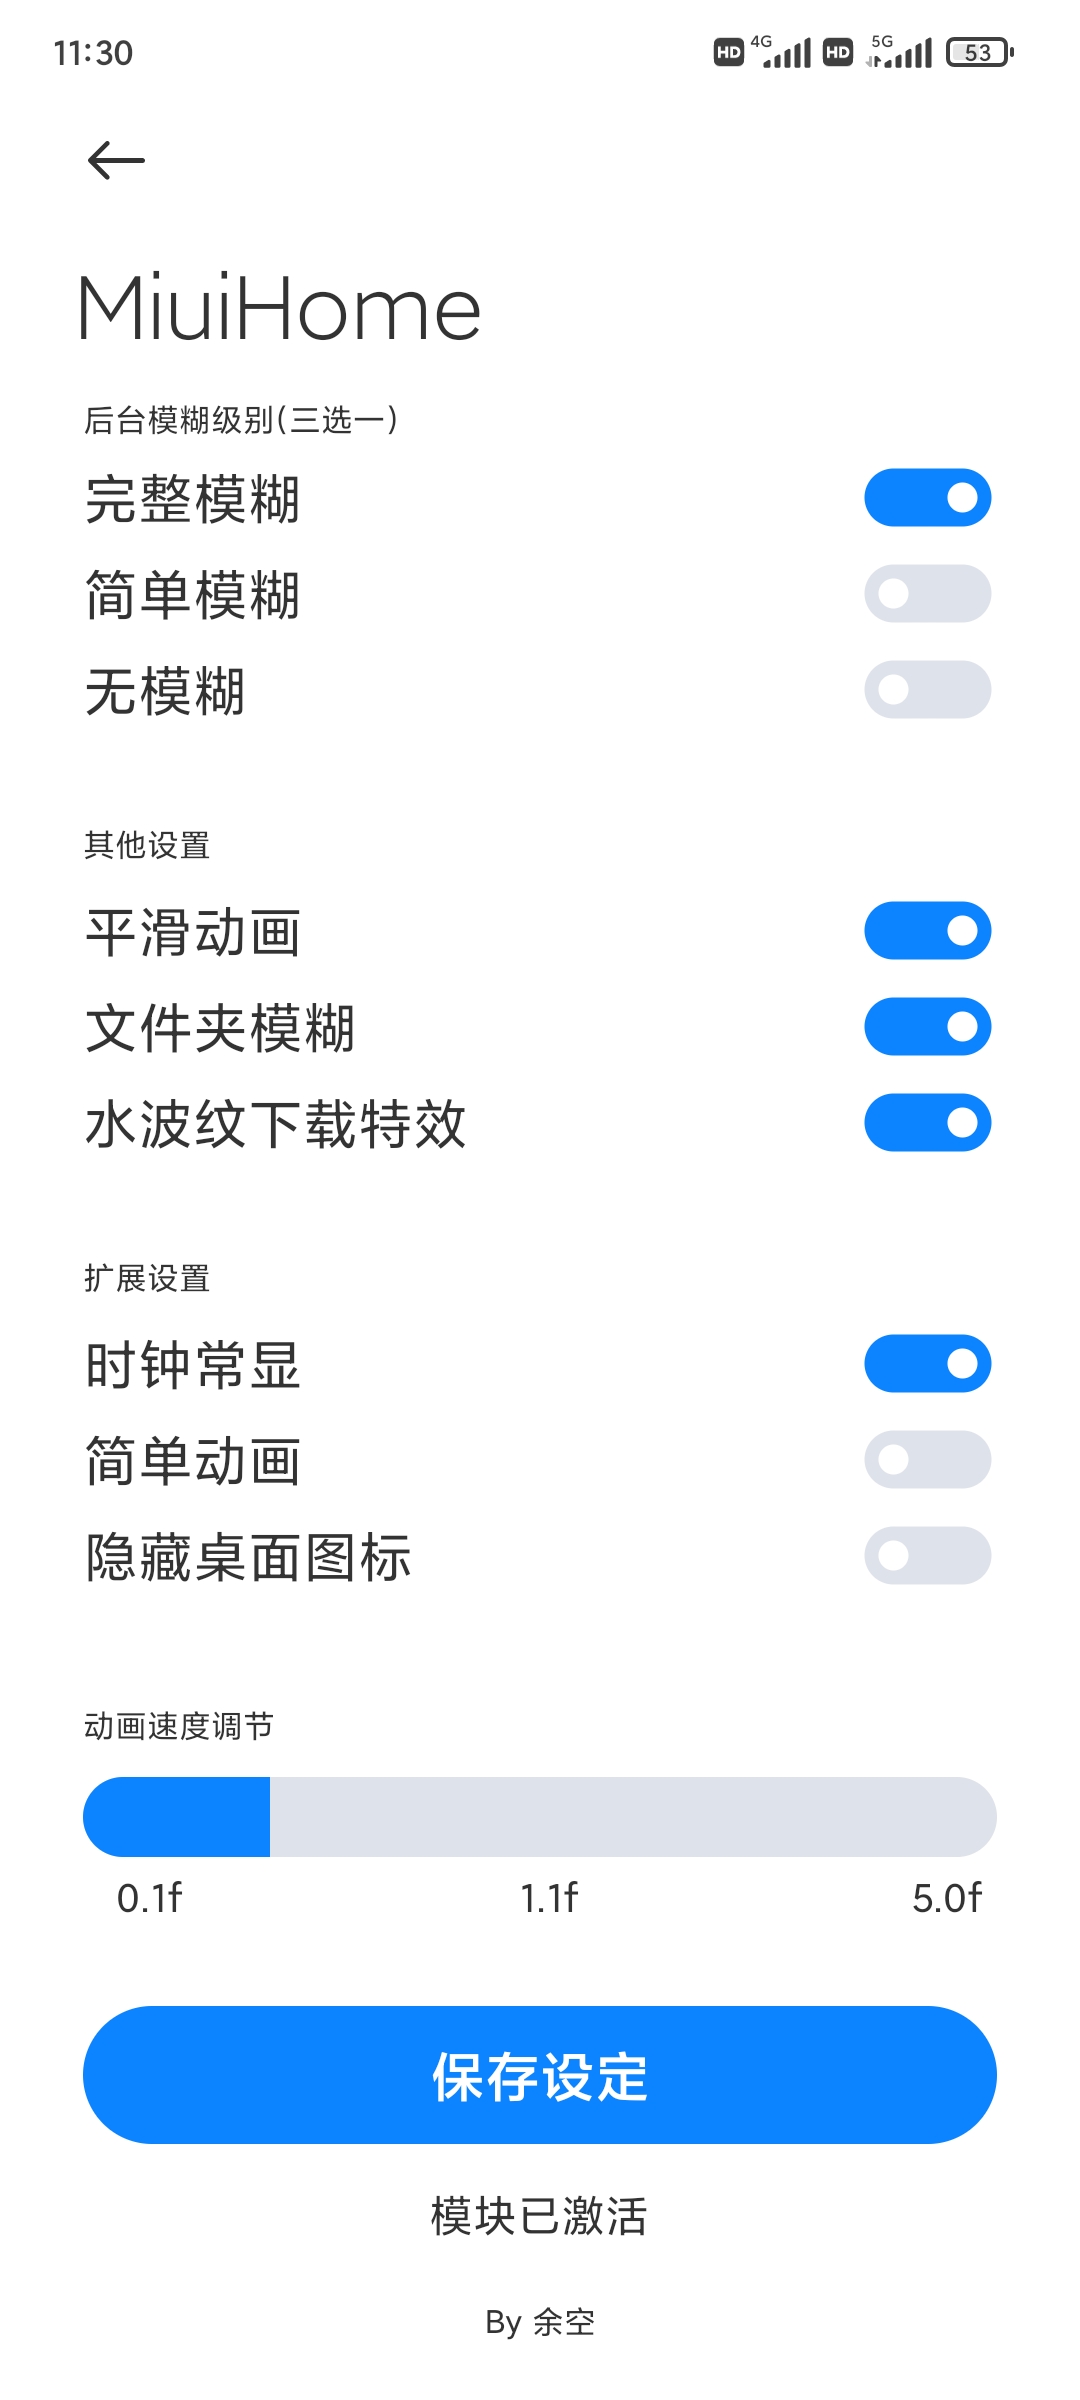 11:30
HD 4G HD 5G 53
MiuiHome
后台模糊级别(三选一)
完整模糊
简单模糊
无模糊
其他设置
平滑动画
文件夹模糊
水波纹下载特效
扩展设置
时钟常显
简单动画
隐藏桌面图标
动画速度调节
0.1f 1.1f 5.0f
保存设定
模块已激活
By 余空